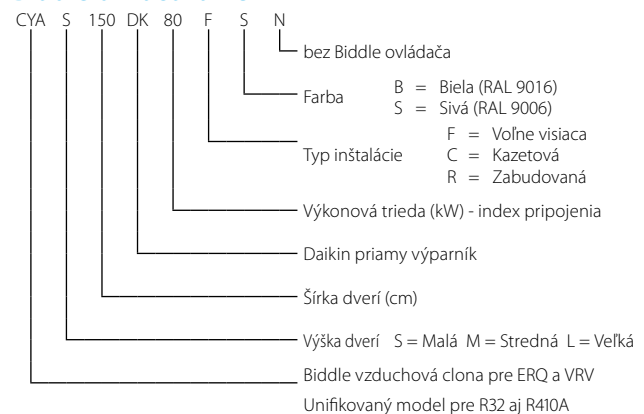 CYA S 150 DK 80 F S N
bez Biddle ovládača
Farba B = Biela (RAL 9016)
S = Sivá (RAL 9006)
Typ inštalácie F = Voľne visiaca
C = Kazetová
R = Zabudovaná
Výkonová trieda (kW) - index pripojenia
Daikin priamy výparník
Šírka dverí (cm)
Výška dverí S = Malá M = Stredná L = Veľká
Biddle vzduchová clona pre ERQ a VRV
Unifikovaný model pre R32 aj R410A